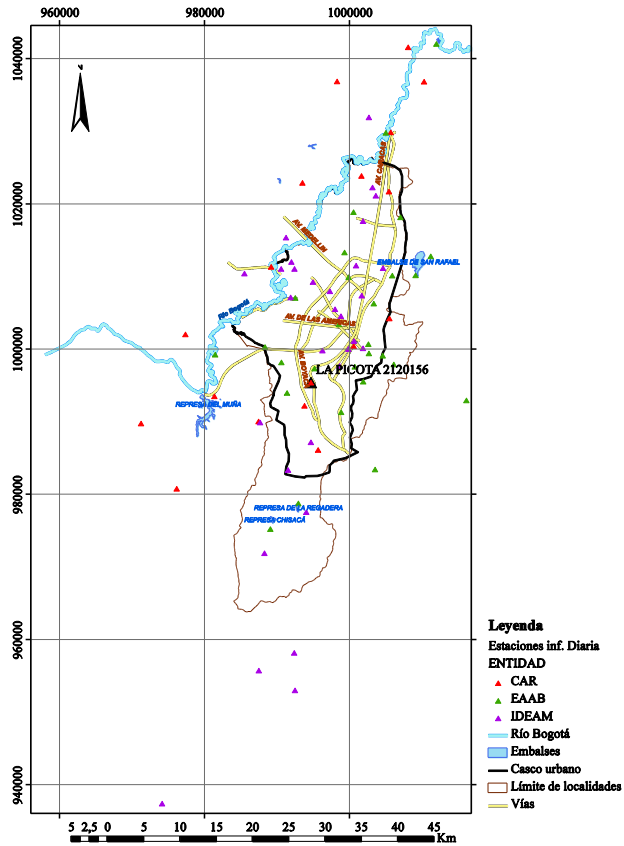 960000
980000
1000000
1040000
1020000
1000000
980000
960000
940000
AV. CARACAS
AV. MEDELLIN
EMBALSE DE SAN RAFAEL
Río Bogotá
AV. DE LAS AMERICAS
AV. BOYACA
LA PICOTA 2120156
REPRESA DEL MUÑA
REPRESA DE LA REGADERA
REPRESA CHISACÁ
Leyenda
Estaciones inf. Diaria
ENTIDAD
CAR
EAAB
IDEAM
Río Bogotá
Embalses
Casco urbano
Límite de localidades
Vías
5 2,5 0 5 10 15 20 25 30 35 40 45
Km